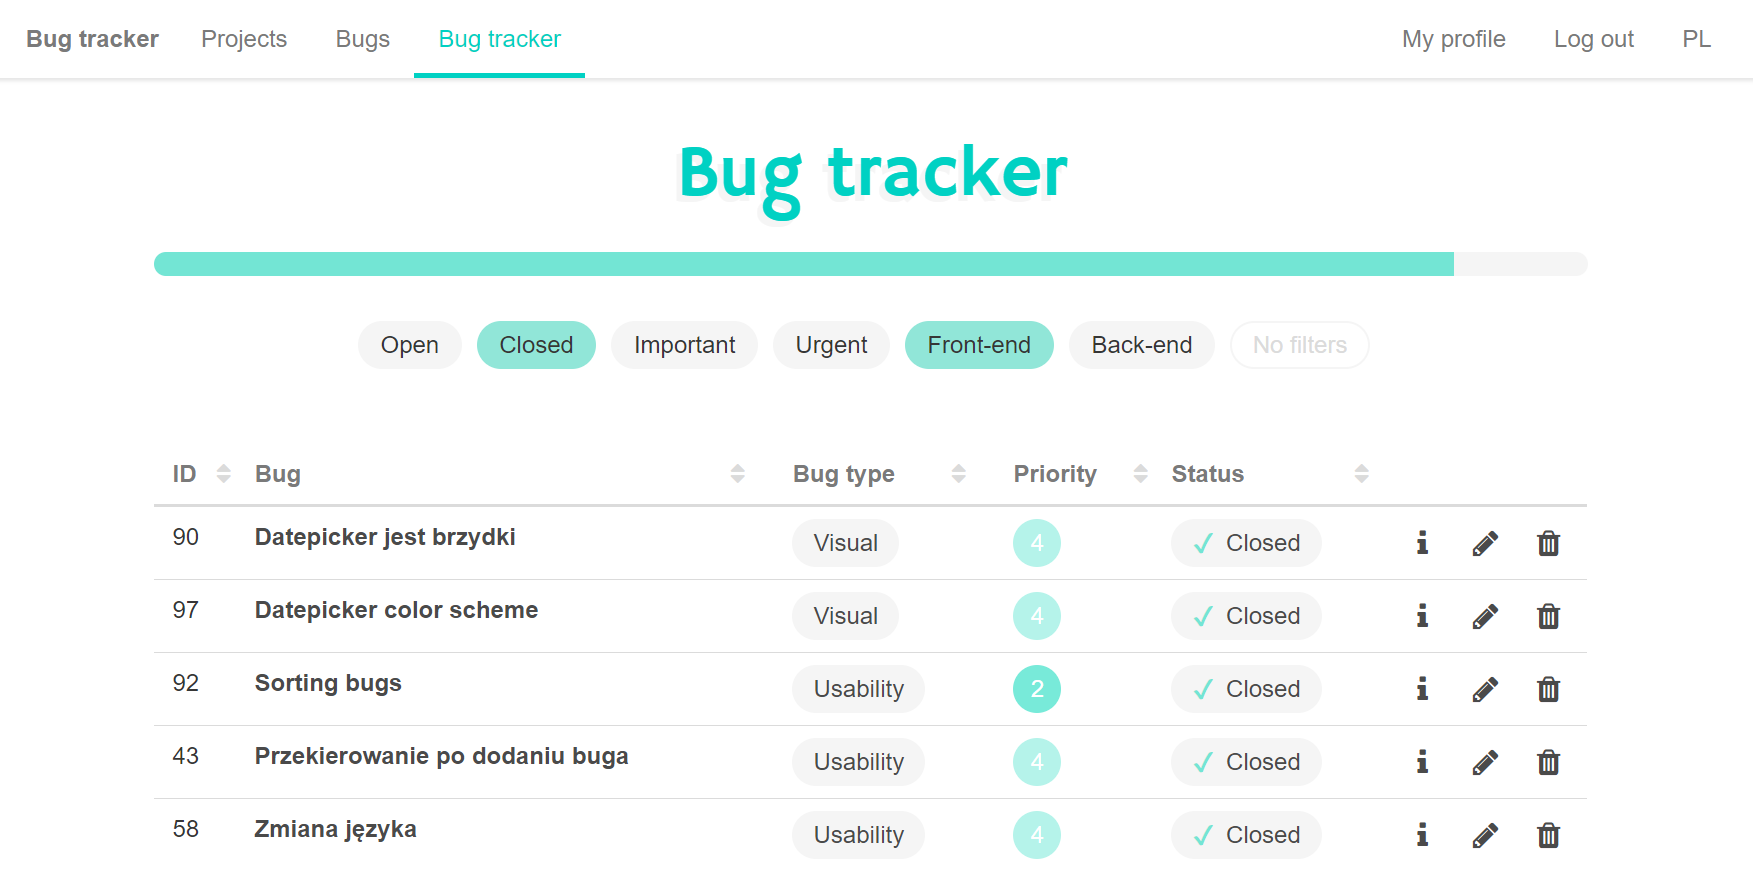 Bug tracker Projects Bugs Bug tracker My profile Log out PL
Bug tracker
Open Closed Important Urgent Front-end Back-end No filters
ID Bug Bug type Priority Status
90 Datepicker jest brzydki Visual 4 Closed
97 Datepicker color scheme Visual 4 Closed
92 Sorting bugs Usability 2 Closed
43 Przekierowanie po dodaniu buga Usability 4 Closed
58 Zmiana języka Usability 4 Closed